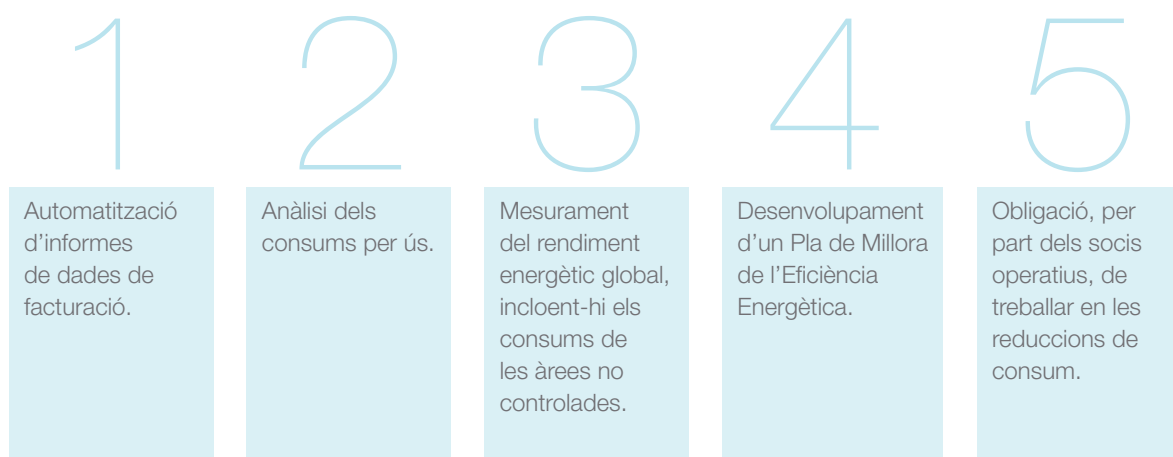 1
Automatització
d’informes
de dades de
facturació.
2
Anàlisi dels
consums per ús.
3
Mesurament
del rendiment
energètic global,
incloent-hi els
consums de
les àrees no
controlades.
4
Desenvolupament
d’un Pla de Millora
de l’Eficiència
Energètica.
5
Obligació, per
part dels socis
operatius, de
treballar en les
reduccions de
consum.